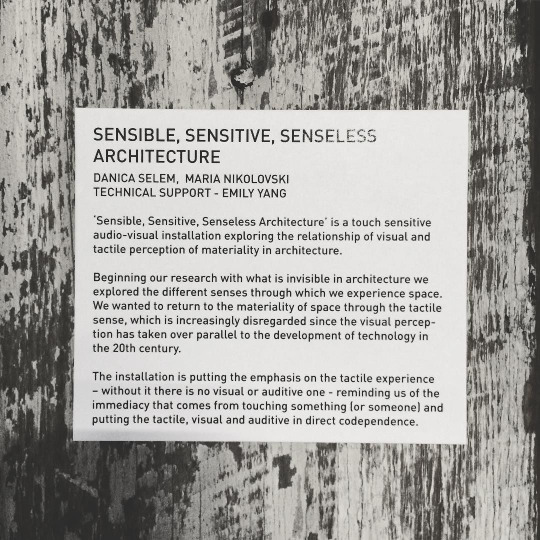 SENSIBLE, SENSITIVE, SENSELESS
ARCHITECTURE
DANICA SELEM, MARIA NIKOLOVSKI
TECHNICAL SUPPORT - EMILY YANG
'Sensible, Sensitive, Senseless Architecture' is a touch sensitive
audio-visual installation exploring the relationship of visual and
tactile perception of materiality in architecture.
Beginning our research with what is invisible in architecture we
explored the different senses through which we experience space.
We wanted to return to the materiality of space through the tactile
sense, which is increasingly disregarded since the visual percep-
tion has taken over parallel to the development of technology in
the 20th century.
The installation is putting the emphasis on the tactile experience
– without it there is no visual or auditive one - reminding us of the
immediacy that comes from touching something (or someone) and
putting the tactile, visual and auditive in direct codependence.